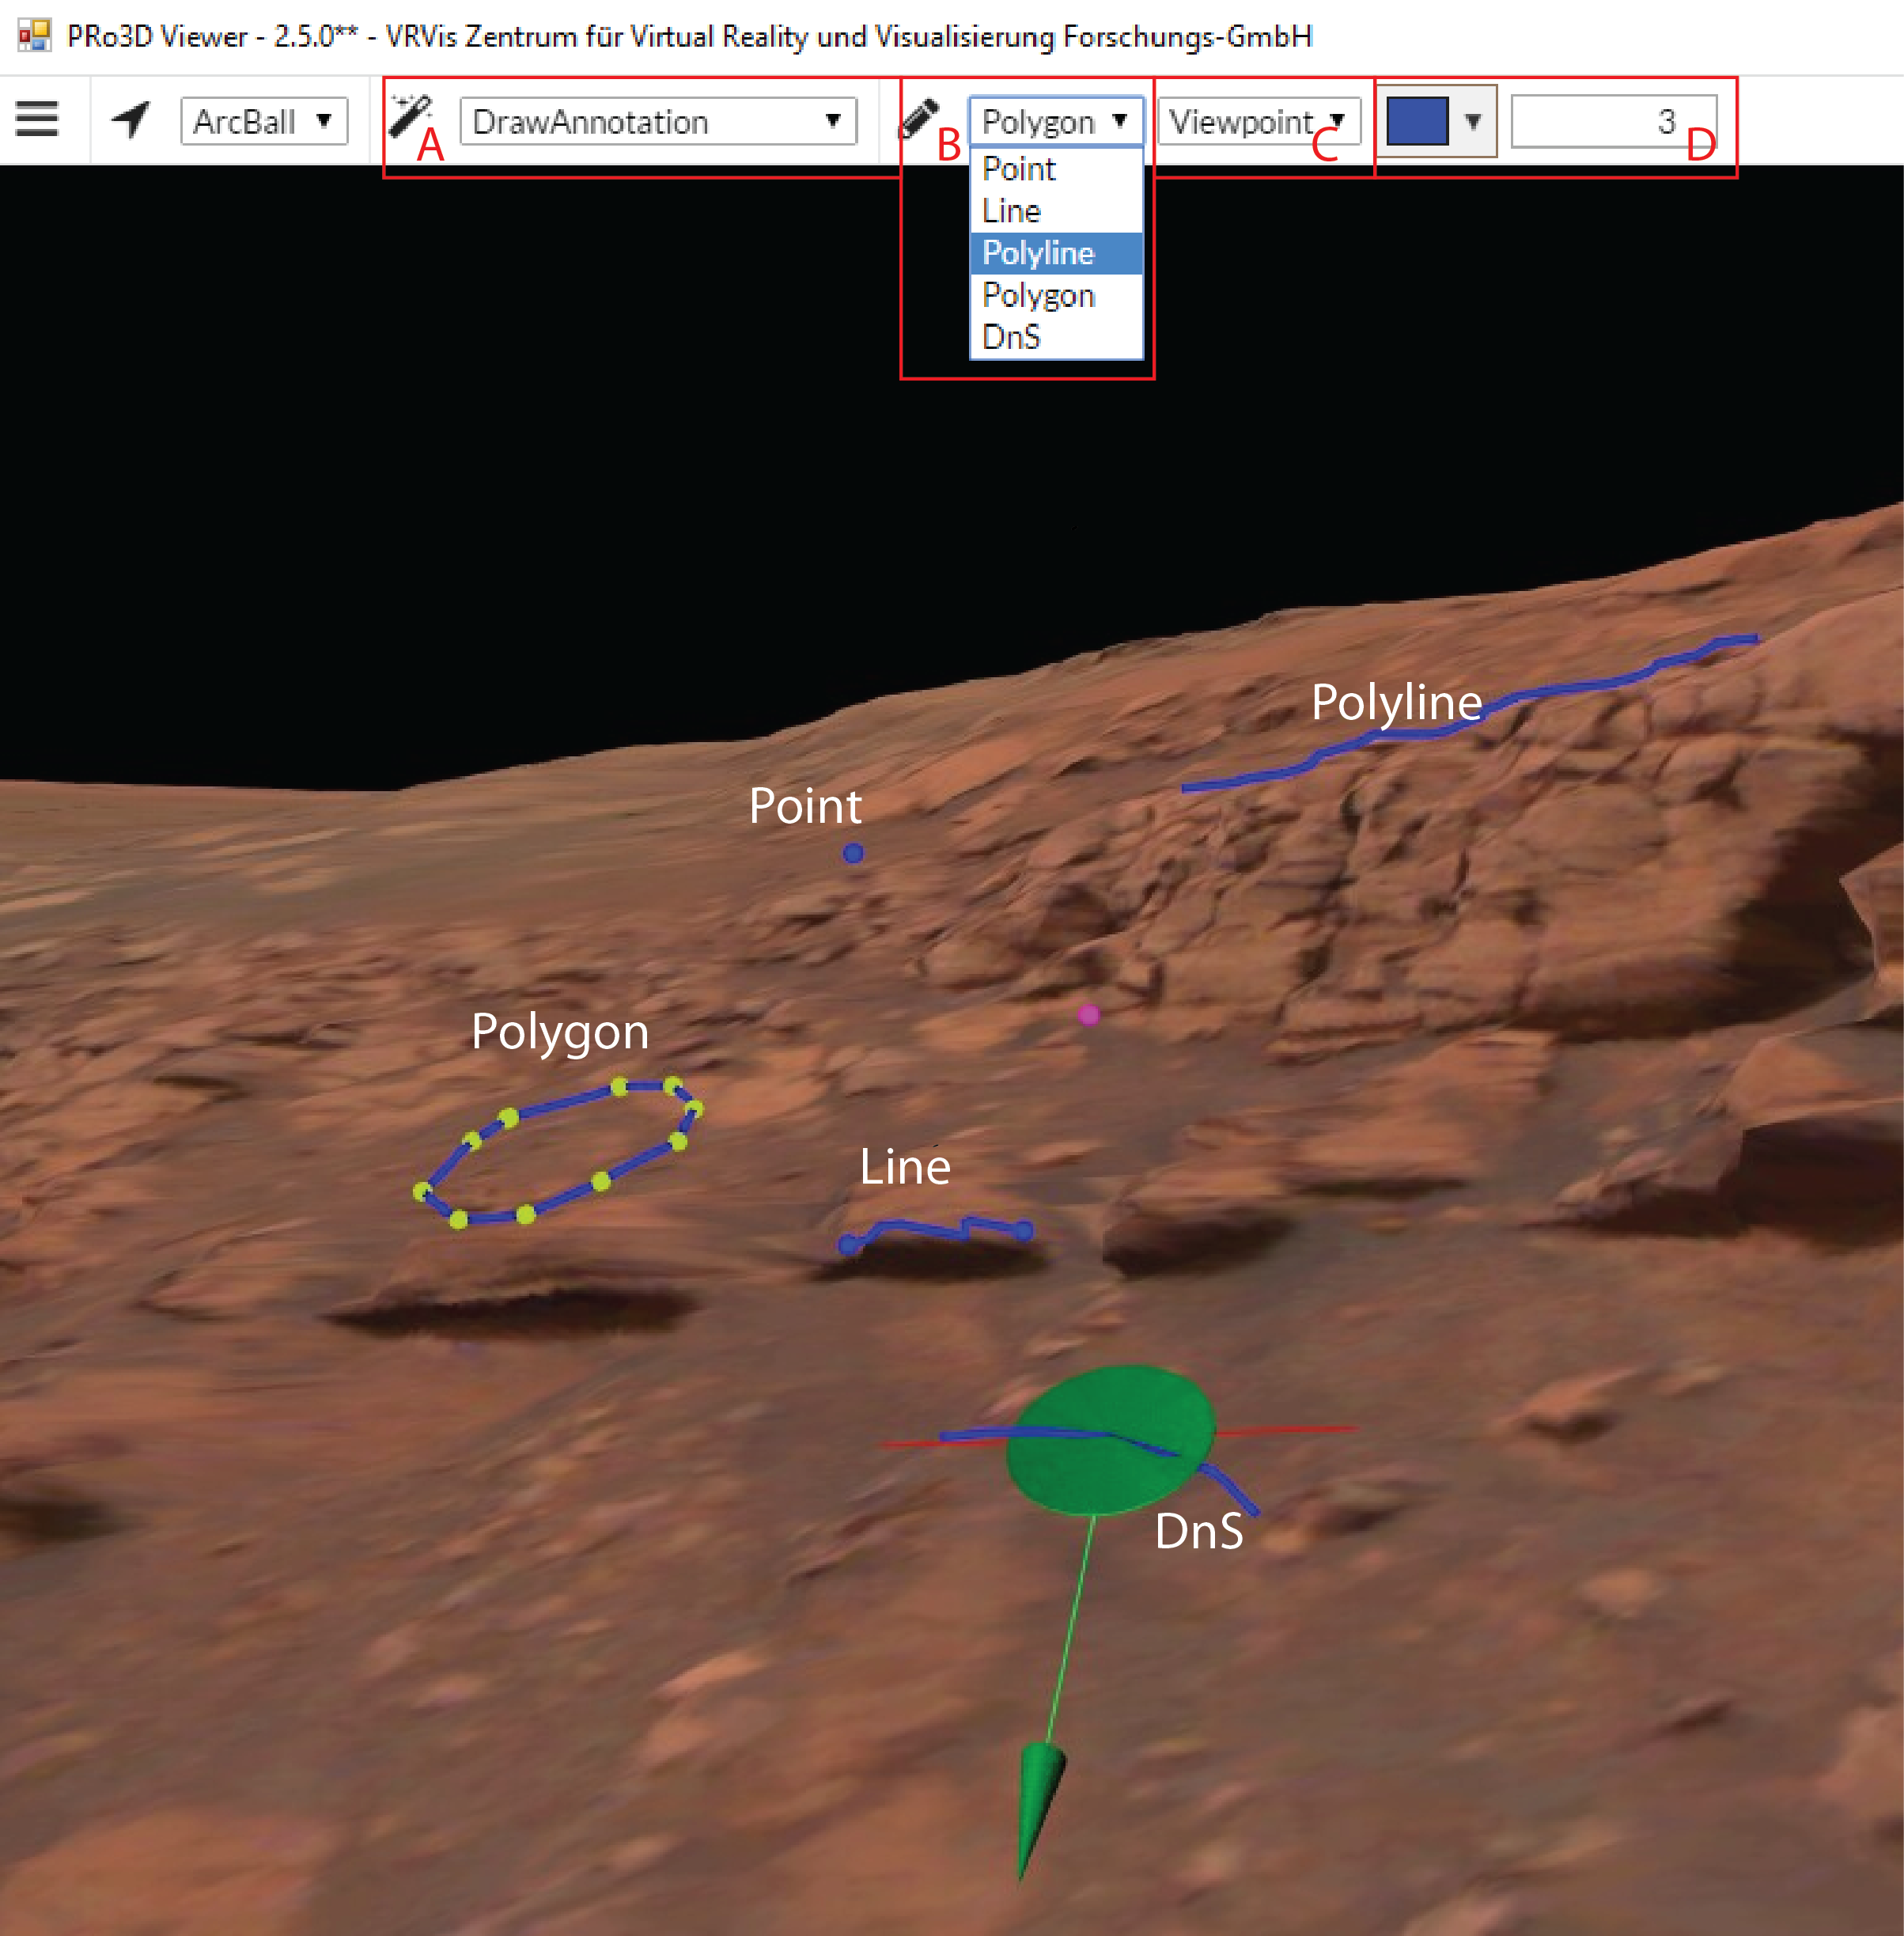 PRo3D Viewer - 2.5.0** - VRVis Zentrum für Virtual Reality und Visualisierung Forschungs-GmbH
ArcBall A DrawAnnotation B Polygon Viewpoint C 3 D
Point
Line
Polyline
Polygon
DnS
Polyline
Point
Polygon
Line
DnS